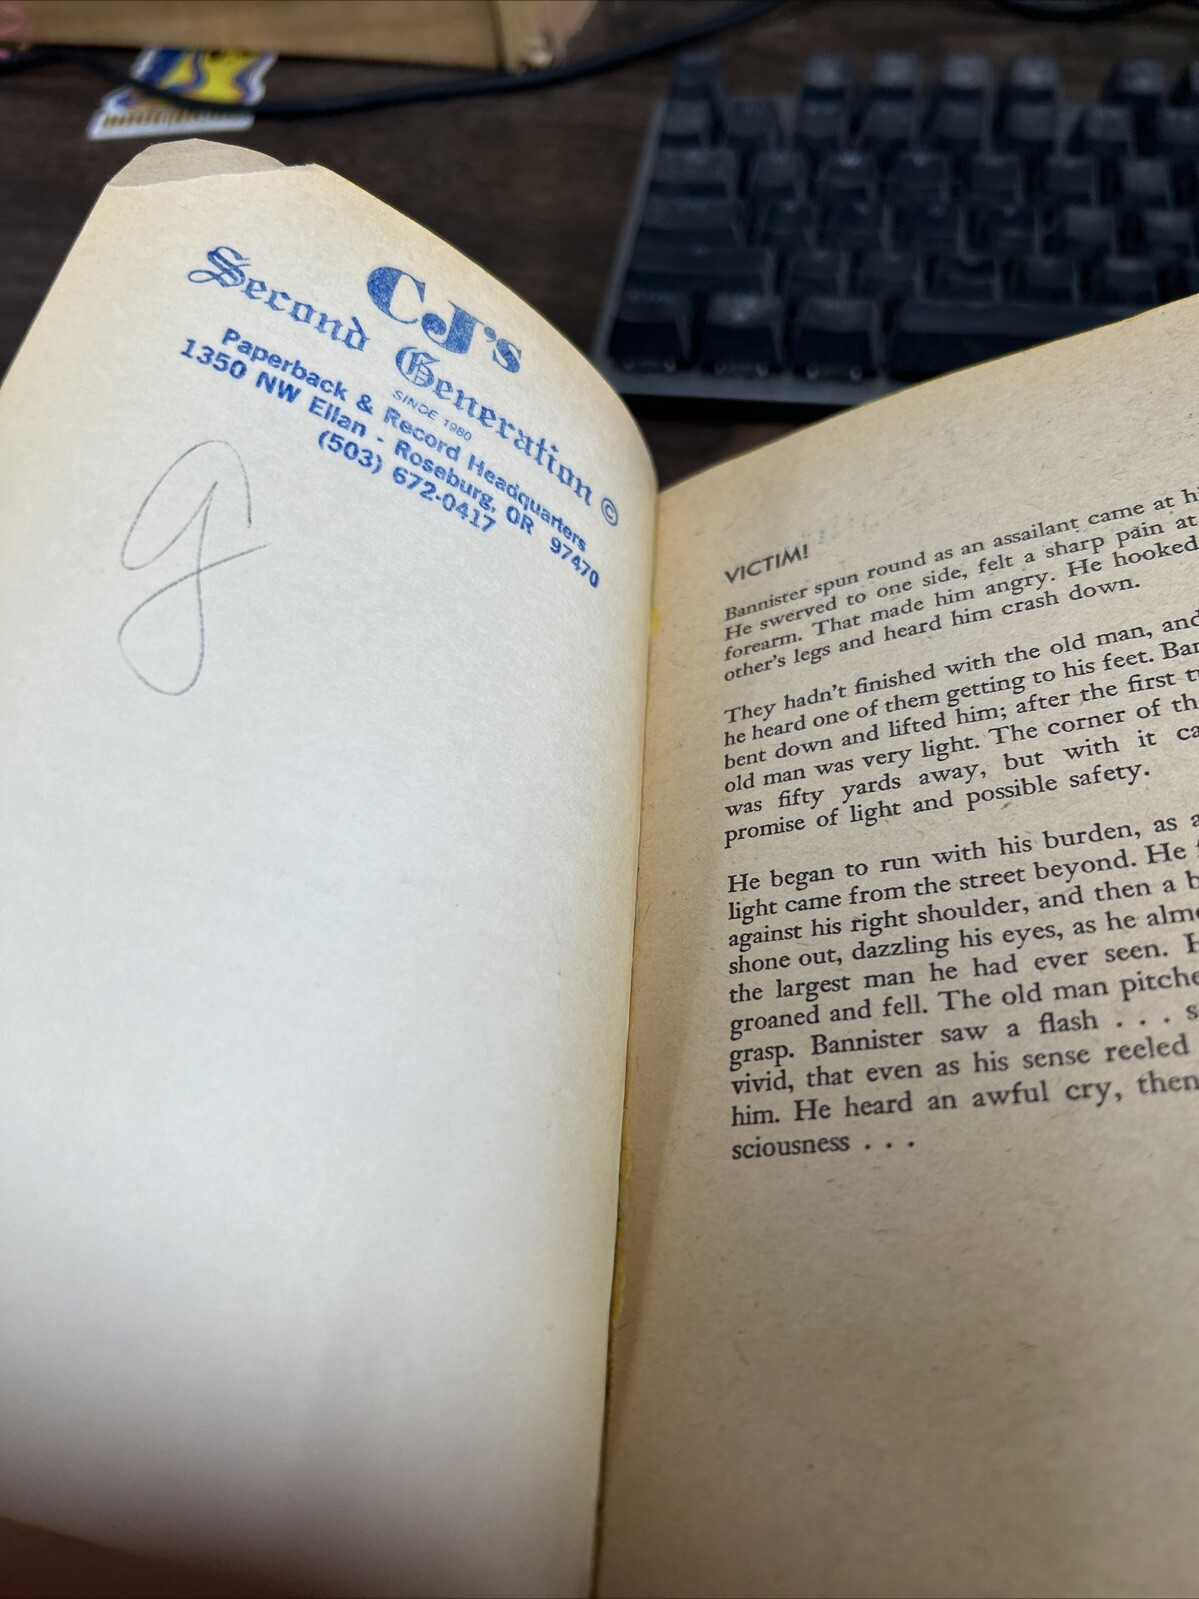 CJ's
Second Generation ©
SINCE 1980
Paperback & Record Headquarters
1350 NW Ellan - Roseburg, OR 97470
(503) 672-0417
g
VICTIM!
Bannister spun round as an assailant came at
He swerved to one side, felt a sharp pain at
forearm. That made him angry. He hooked
other's legs and heard him crash down.
They hadn't finished with the old man, and
he heard one of them getting to his feet.
bent down and lifted him; after the first
old man was very light. The corner of
was fifty yards away, but with it
promise of light and possible safety.
He began to run with his burden, as
light came from the street beyond. He
against his right shoulder, and then a
shone out, dazzling his eyes, as he
the largest man he had ever seen.
groaned and fell. The old man
grasp. Bannister saw a flash . . .
vivid, that even as his sense reeled
him. He heard an awful cry, then
sciousness . . .